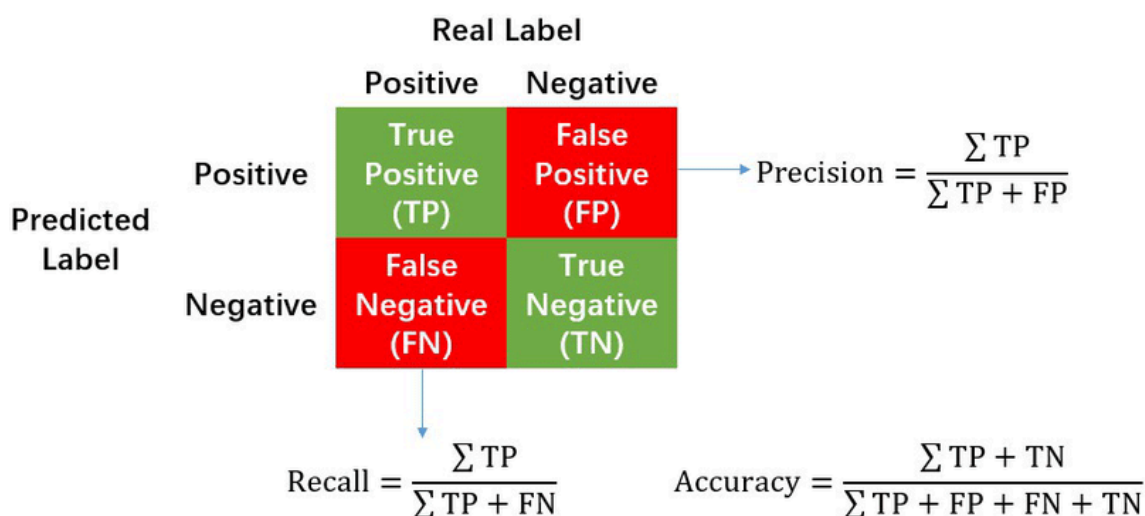 Real Label
Positive Negative
True
Positive
(TP)
False
Positive
(FP)
Positive
Precision = ∑ TP / ∑ TP + FP
Predicted
Label
Negative
False
Negative
(FN)
True
Negative
(TN)
Recall = ∑ TP / ∑ TP + FN
Accuracy = ∑ TP + TN / ∑ TP + FP + FN + TN